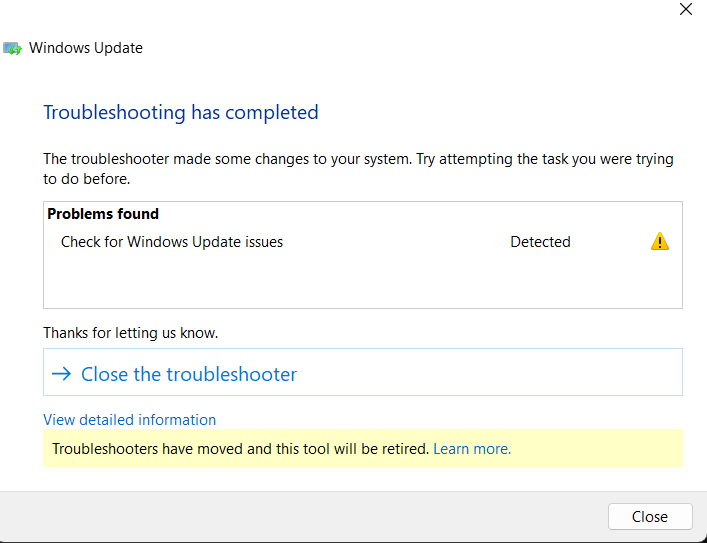 Windows Update
Troubleshooting has completed
The troubleshooter made some changes to your system. Try attempting the task you were trying
to do before.
Problems found
Check for Windows Update issues Detected
Thanks for letting us know.
Close the troubleshooter
View detailed information
Troubleshooters have moved and this tool will be retired. Learn more.
Close